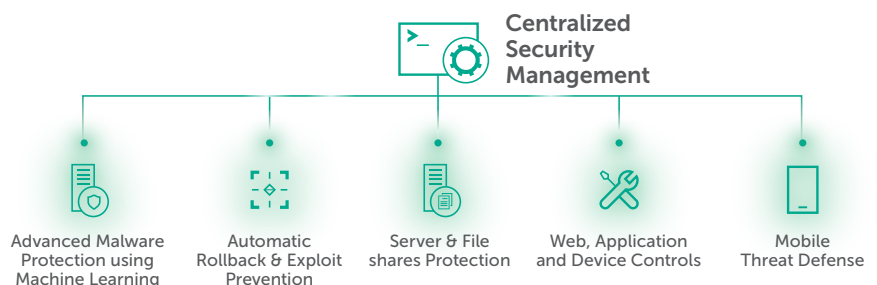 >_
Centralized
Security
Management
Advanced Malware
Protection using
Machine Learning
Automatic
Rollback & Exploit
Prevention
Server & File
shares Protection
Web, Application
and Device Controls
Mobile
Threat Defense